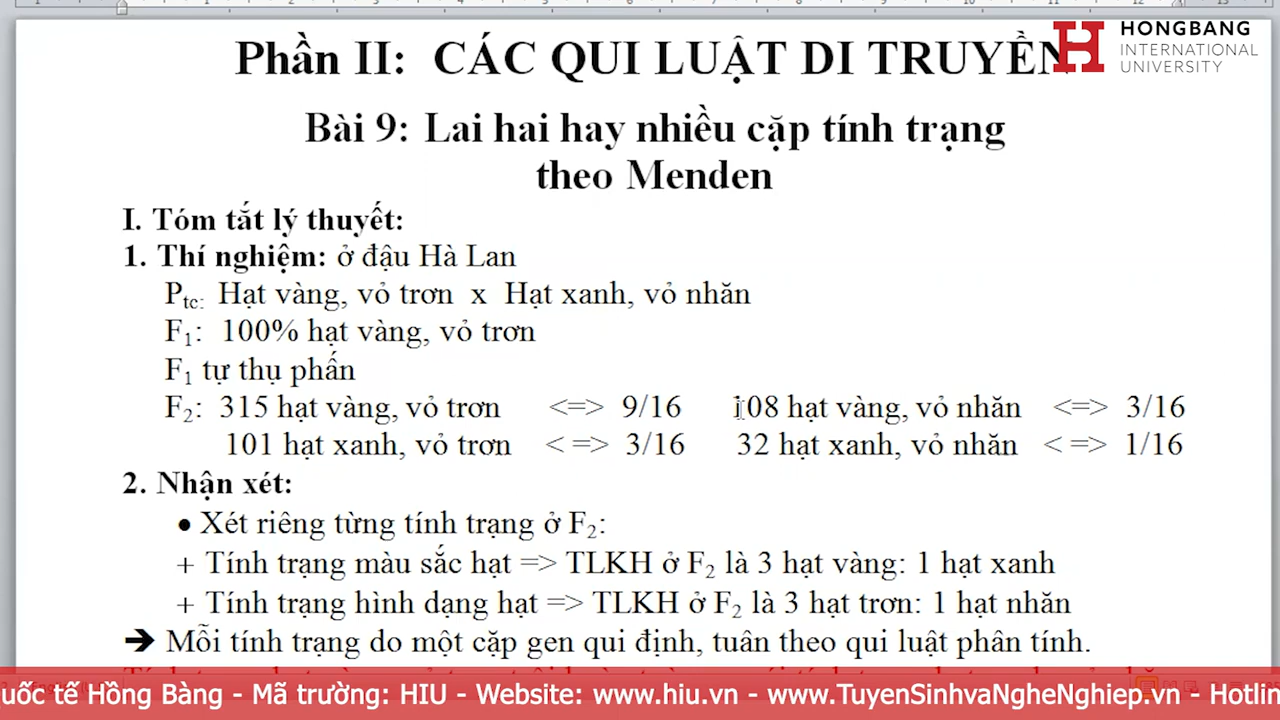 HONGBANG
INTERNATIONAL
UNIVERSITY
Phần II: CÁC QUI LUẬT DI TRUYỀN
Bài 9: Lai hai hay nhiều cặp tính trạng
theo Menden
I. Tóm tắt lý thuyết:
1. Thí nghiệm: ở đậu Hà Lan
Ptc: Hạt vàng, vỏ trơn x Hạt xanh, vỏ nhăn
F1: 100% hạt vàng, vỏ trơn
F1 tự thụ phấn
F2: 315 hạt vàng, vỏ trơn <=> 9/16 108 hạt vàng, vỏ nhăn <=> 3/16
101 hạt xanh, vỏ trơn < => 3/16 32 hạt xanh, vỏ nhăn < => 1/16
2. Nhận xét:
• Xét riêng từng tính trạng ở F2:
+ Tính trạng màu sắc hạt => TLKH ở F2 là 3 hạt vàng: 1 hạt xanh
+ Tính trạng hình dạng hạt => TLKH ở F2 là 3 hạt trơn: 1 hạt nhăn
➔ Mỗi tính trạng do một cặp gen qui định, tuân theo qui luật phân tính.
uốc tế Hồng Bàng - Mã trường: HIU - Website: www.hiu.vn - www.TuyenSinhvaNgheNghiep.vn - Hotlin